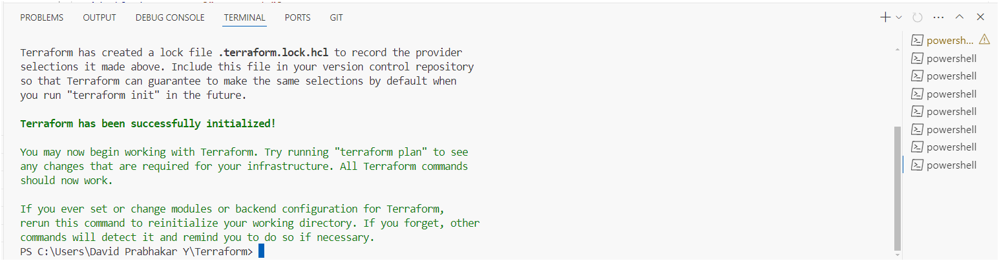 PROBLEMS OUTPUT DEBUG CONSOLE TERMINAL PORTS GIT
Terraform has created a lock file .terraform.lock.hcl to record the provider
selections it made above. Include this file in your version control repository
so that Terraform can guarantee to make the same selections by default when
you run "terraform init" in the future.
Terraform has been successfully initialized!
You may now begin working with Terraform. Try running "terraform plan" to see
any changes that are required for your infrastructure. All Terraform commands
should now work.
If you ever set or change modules or backend configuration for Terraform,
rerun this command to reinitialize your working directory. If you forget, other
commands will detect it and remind you to do so if necessary.
PS C:\Users\David Prabhakar Y\Terraform>
powersh...
powershell
powershell
powershell
powershell
powershell
powershell
powershell